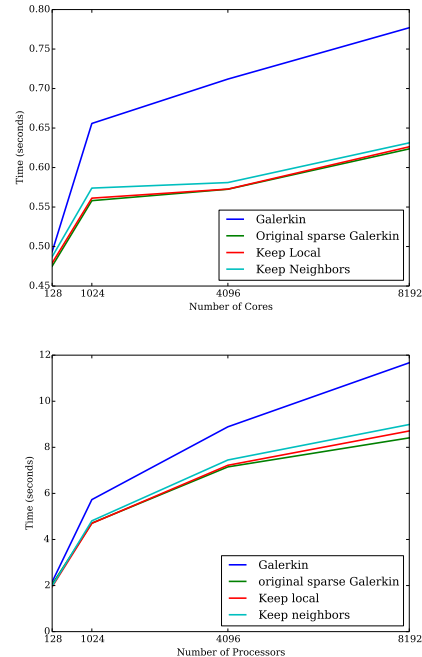 0.80
0.75
0.70
0.65
0.60
0.55
0.50
0.45
Time (seconds)
Galerkin
Original sparse Galerkin
Keep Local
Keep Neighbors
128 1024 4096 8192
Number of Cores
12
10
8
6
4
2
0
Time (seconds)
Galerkin
original sparse Galerkin
Keep local
Keep neighbors
128 1024 4096 8192
Number of Processors